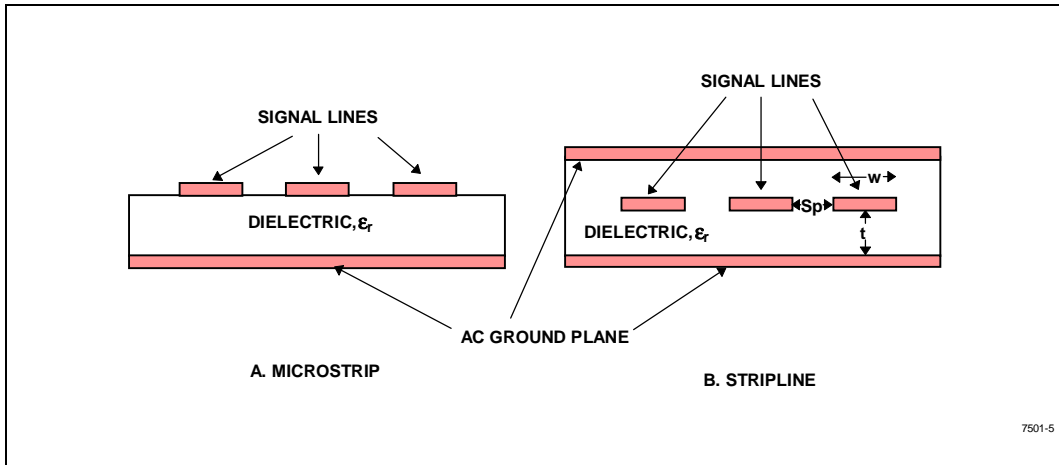 SIGNAL LINES
SIGNAL LINES
w
Sp
DIELECTRIC,εr
DIELECTRIC,εr
t
AC GROUND PLANE
A. MICROSTRIP
B. STRIPLINE
7501-5